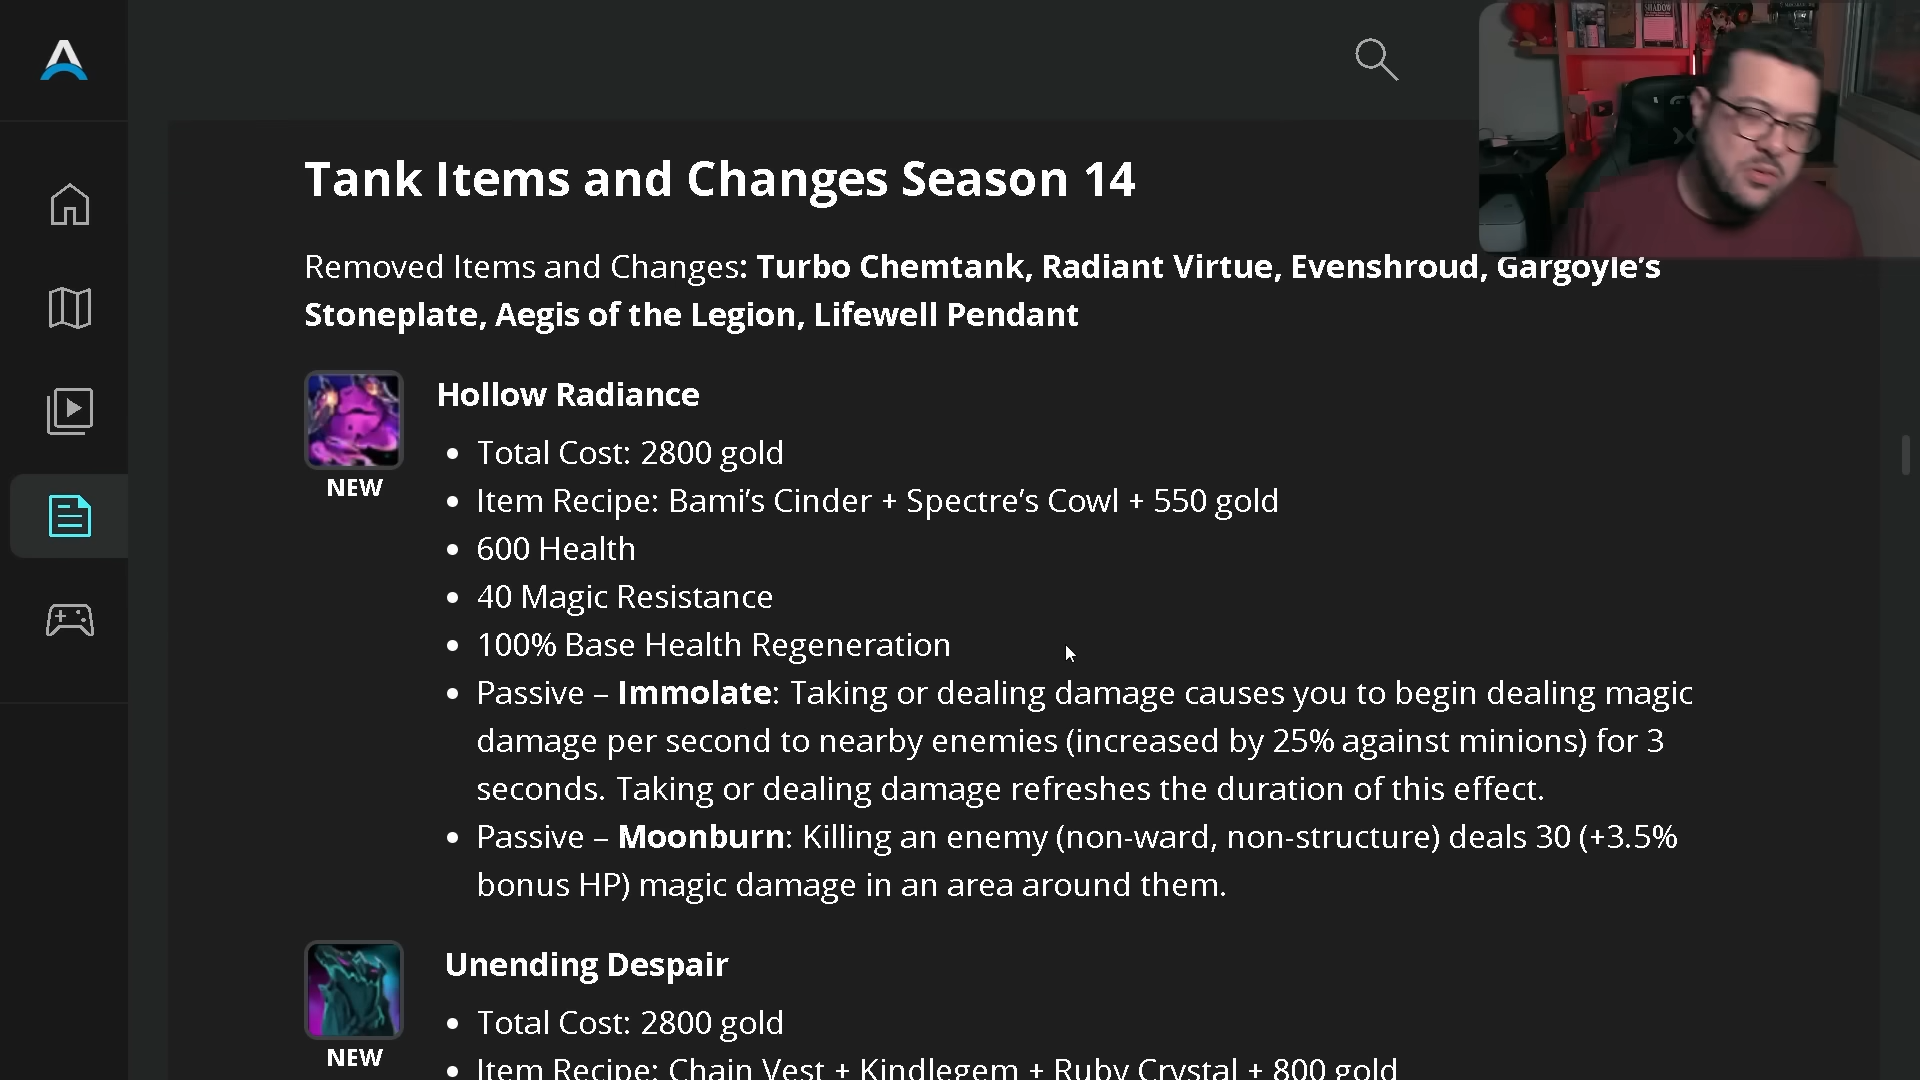 Tank Items and Changes Season 14
Removed Items and Changes: Turbo Chemtank, Radiant Virtue, Evenshroud, Gargoyle's
Stoneplate, Aegis of the Legion, Lifewell Pendant
Hollow Radiance
NEW
• Total Cost: 2800 gold
• Item Recipe: Bami's Cinder + Spectre's Cowl + 550 gold
• 600 Health
• 40 Magic Resistance
• 100% Base Health Regeneration
• Passive – Immolate: Taking or dealing damage causes you to begin dealing magic
damage per second to nearby enemies (increased by 25% against minions) for 3
seconds. Taking or dealing damage refreshes the duration of this effect.
• Passive – Moonburn: Killing an enemy (non-ward, non-structure) deals 30 (+3.5%
bonus HP) magic damage in an area around them.
Unending Despair
NEW
• Total Cost: 2800 gold
• Item Recipe: Chain Vest + Kindlegem + Ruby Crystal + 800 gold
SHADOW